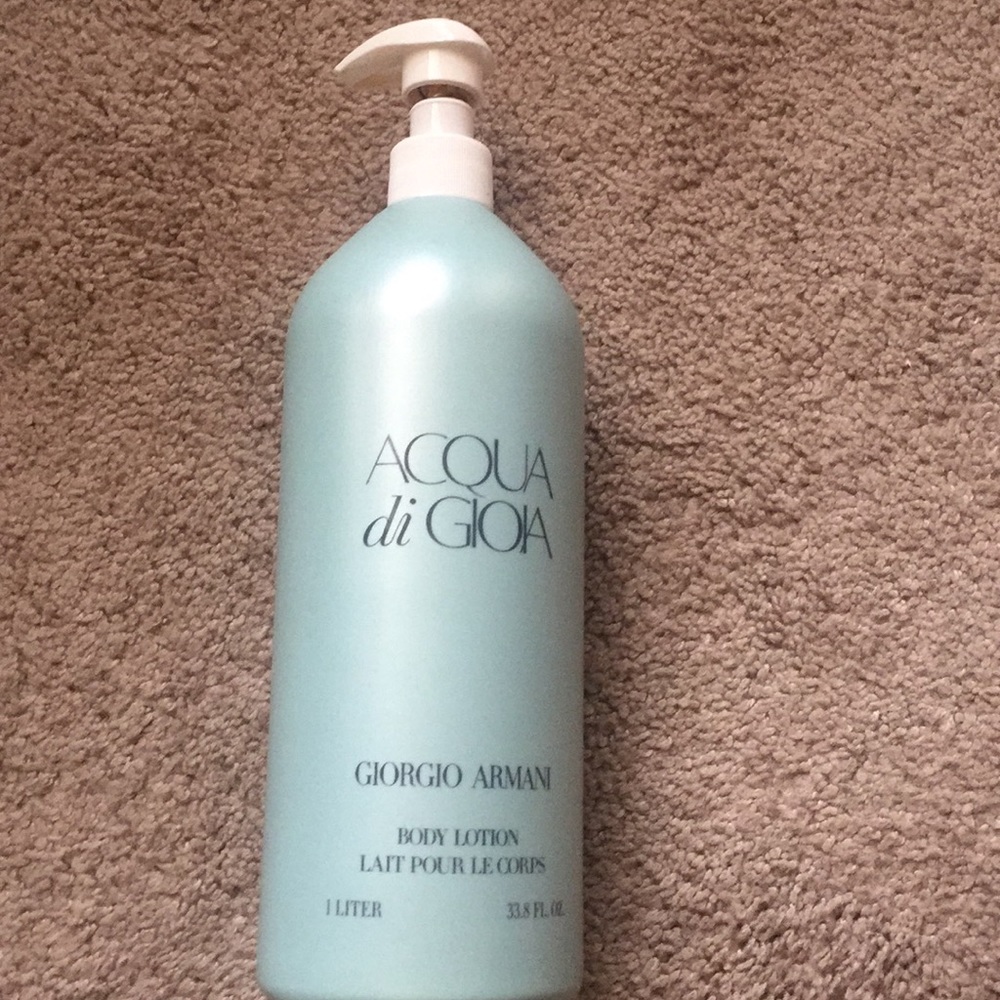 ACQUA
di GIOIA
GIORGIO ARMANI
BODY LOTION
LAIT POUR LE CORPS
1 LITER 33.8 FL. OZ.